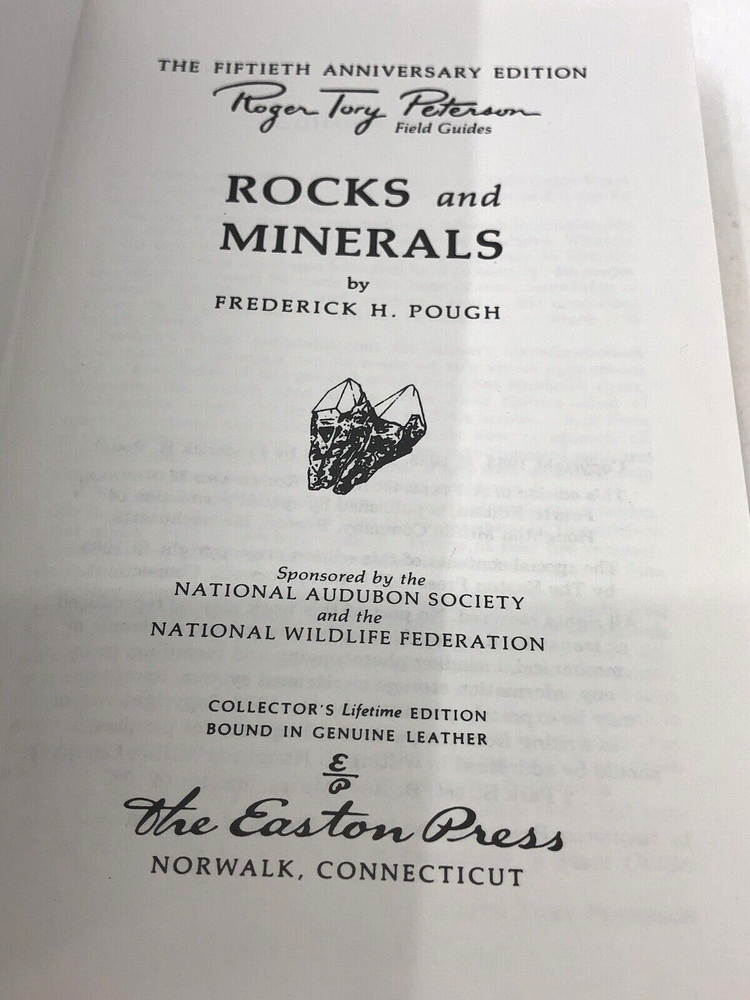 THE FIFTIETH ANNIVERSARY EDITION
Roger Tory Peterson
Field Guides
ROCKS and
MINERALS
by
FREDERICK H. POUGH
Sponsored by the
NATIONAL AUDUBON SOCIETY
and the
NATIONAL WILDLIFE FEDERATION
COLLECTOR'S Lifetime EDITION
BOUND IN GENUINE LEATHER
E
P
The Easton Press
NORWALK, CONNECTICUT